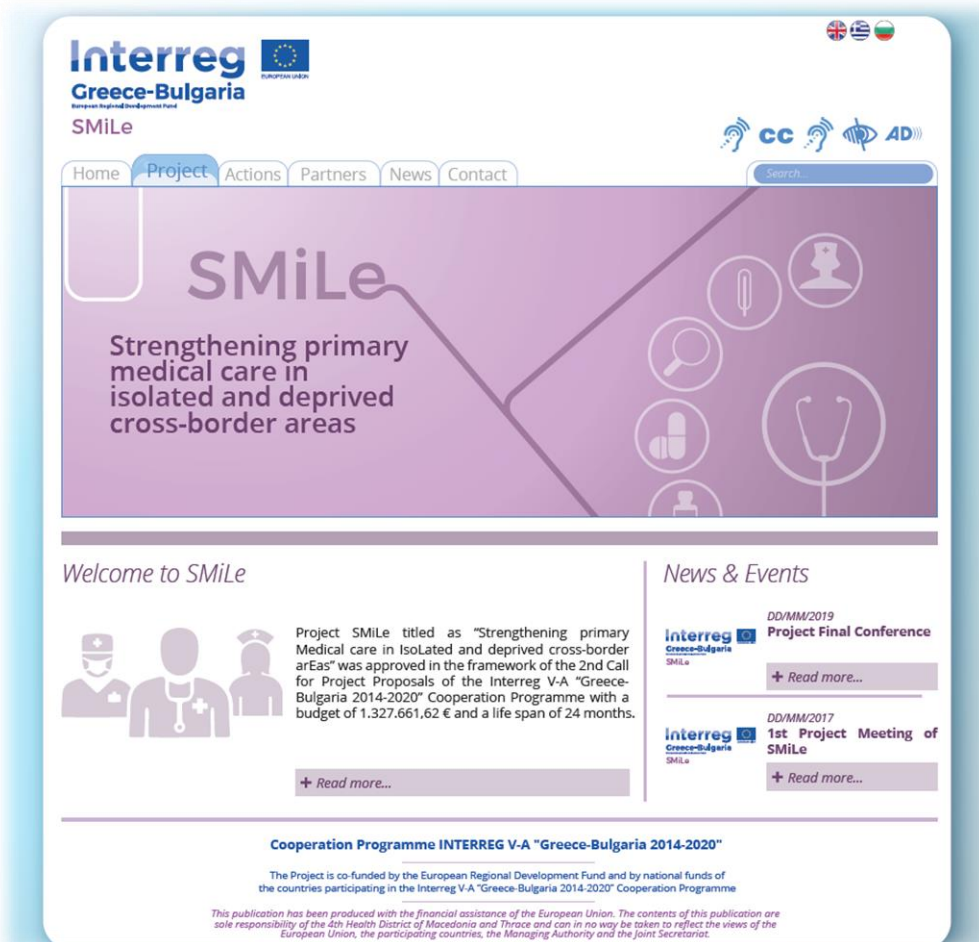 Interreg
EUROPEAN UNION
Greece-Bulgaria
European Regional Development Fund
SMiLe
CC
AD
Home Project Actions Partners News Contact
Search...
SMiLe
Strengthening primary
medical care in
isolated and deprived
cross-border areas
Welcome to SMiLe
Project SMiLe titled as “Strengthening primary
Medical care in IsoLated and deprived cross-border
arEas” was approved in the framework of the 2nd Call
for Project Proposals of the Interreg V-A “Greece-
Bulgaria 2014-2020” Cooperation Programme with a
budget of 1.327.661,62 € and a life span of 24 months.
+ Read more...
News & Events
Interreg
Greece-Bulgaria
SMiLe
DD/MM/2019
Project Final Conference
+ Read more...
Interreg
Greece-Bulgaria
SMiLe
DD/MM/2017
1st Project Meeting of
SMiLe
+ Read more...
Cooperation Programme INTERREG V-A "Greece-Bulgaria 2014-2020"
The Project is co-funded by the European Regional Development Fund and by national funds of
the countries participating in the Interreg V-A "Greece-Bulgaria 2014-2020" Cooperation Programme
This publication has been produced with the financial assistance of the European Union. The contents of this publication are
sole responsibility of the 4th Health District of Macedonia and Thrace and can in no way be taken to reflect the views of the
European Union, the participating countries, the Managing Authority and the Joint Secretariat.